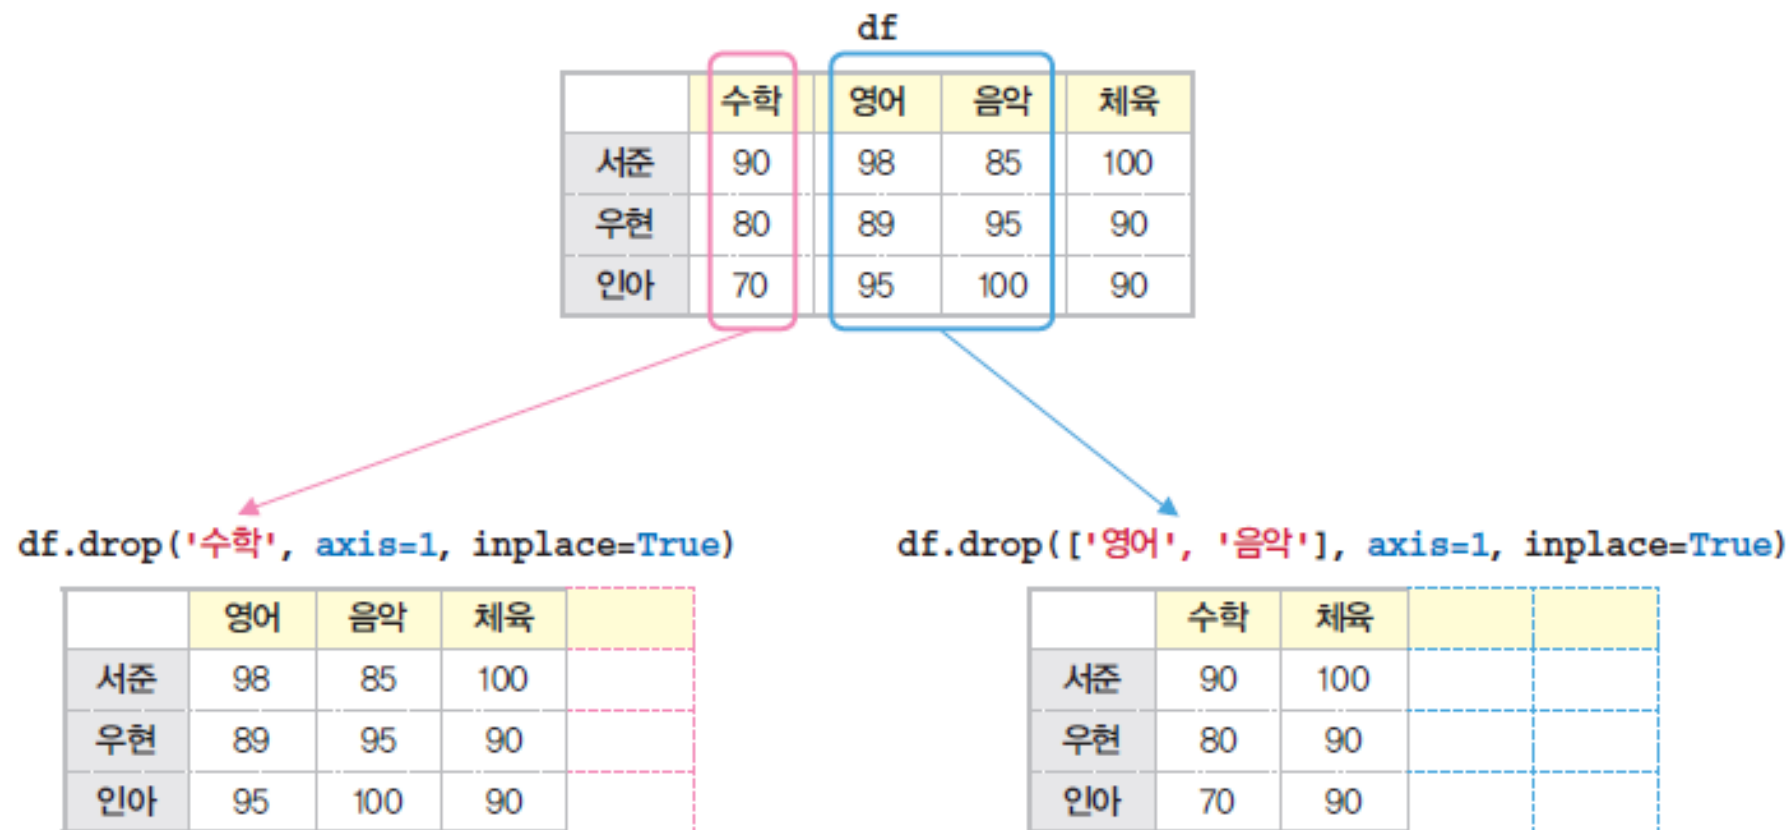 df
수학 영어 음악 체육
서준 90 98 85 100
우현 80 89 95 90
인아 70 95 100 90
df.drop('수학', axis=1, inplace=True)
영어 음악 체육
서준 98 85 100
우현 89 95 90
인아 95 100 90
df.drop(['영어', '음악'], axis=1, inplace=True)
수학 체육
서준 90 100
우현 80 90
인아 70 90